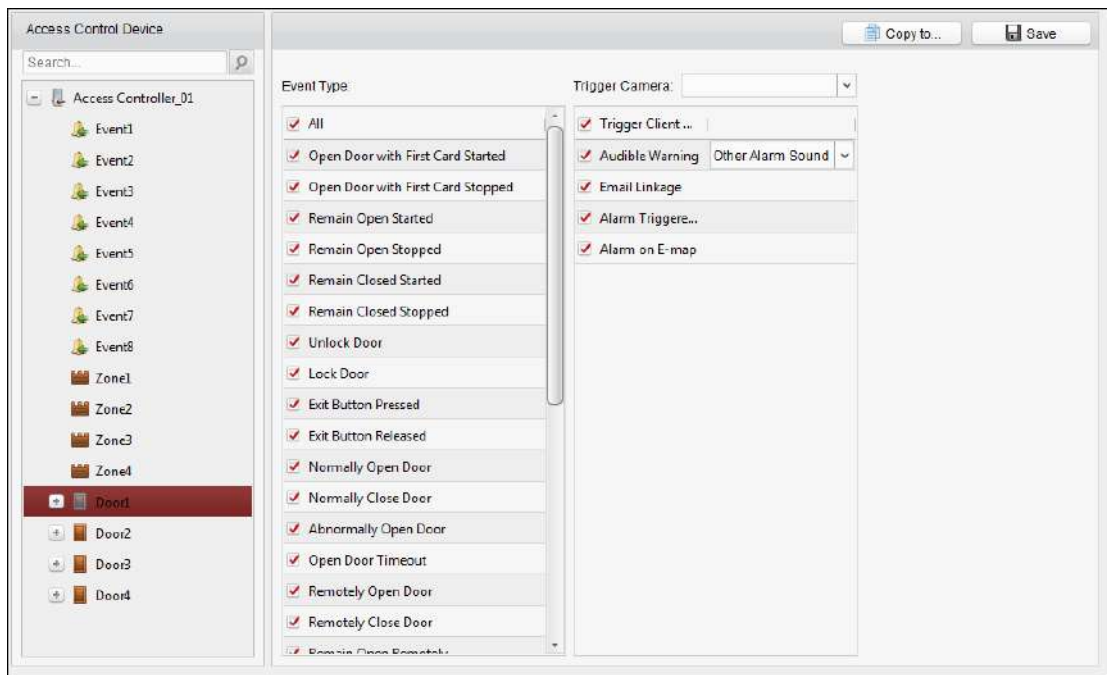 Access Control Device
Copy to...
Save
Search...
Access Controller_01
Event1
Event2
Event3
Event4
Event5
Event6
Event7
Event8
Zone1
Zone2
Zone3
Zone4
Door1
Door2
Door3
Door4
Event Type:
All
Open Door with First Card Started
Open Door with First Card Stopped
Remain Open Started
Remain Open Stopped
Remain Closed Started
Remain Closed Stopped
Unlock Door
Lock Door
Exit Button Pressed
Exit Button Released
Normally Open Door
Normally Close Door
Abnormally Open Door
Open Door Timeout
Remotely Open Door
Remotely Close Door
Remain Open Remotely
Trigger Camera:
Trigger Client ...
Audible Warning Other Alarm Sound
Email Linkage
Alarm Triggere...
Alarm on E-map